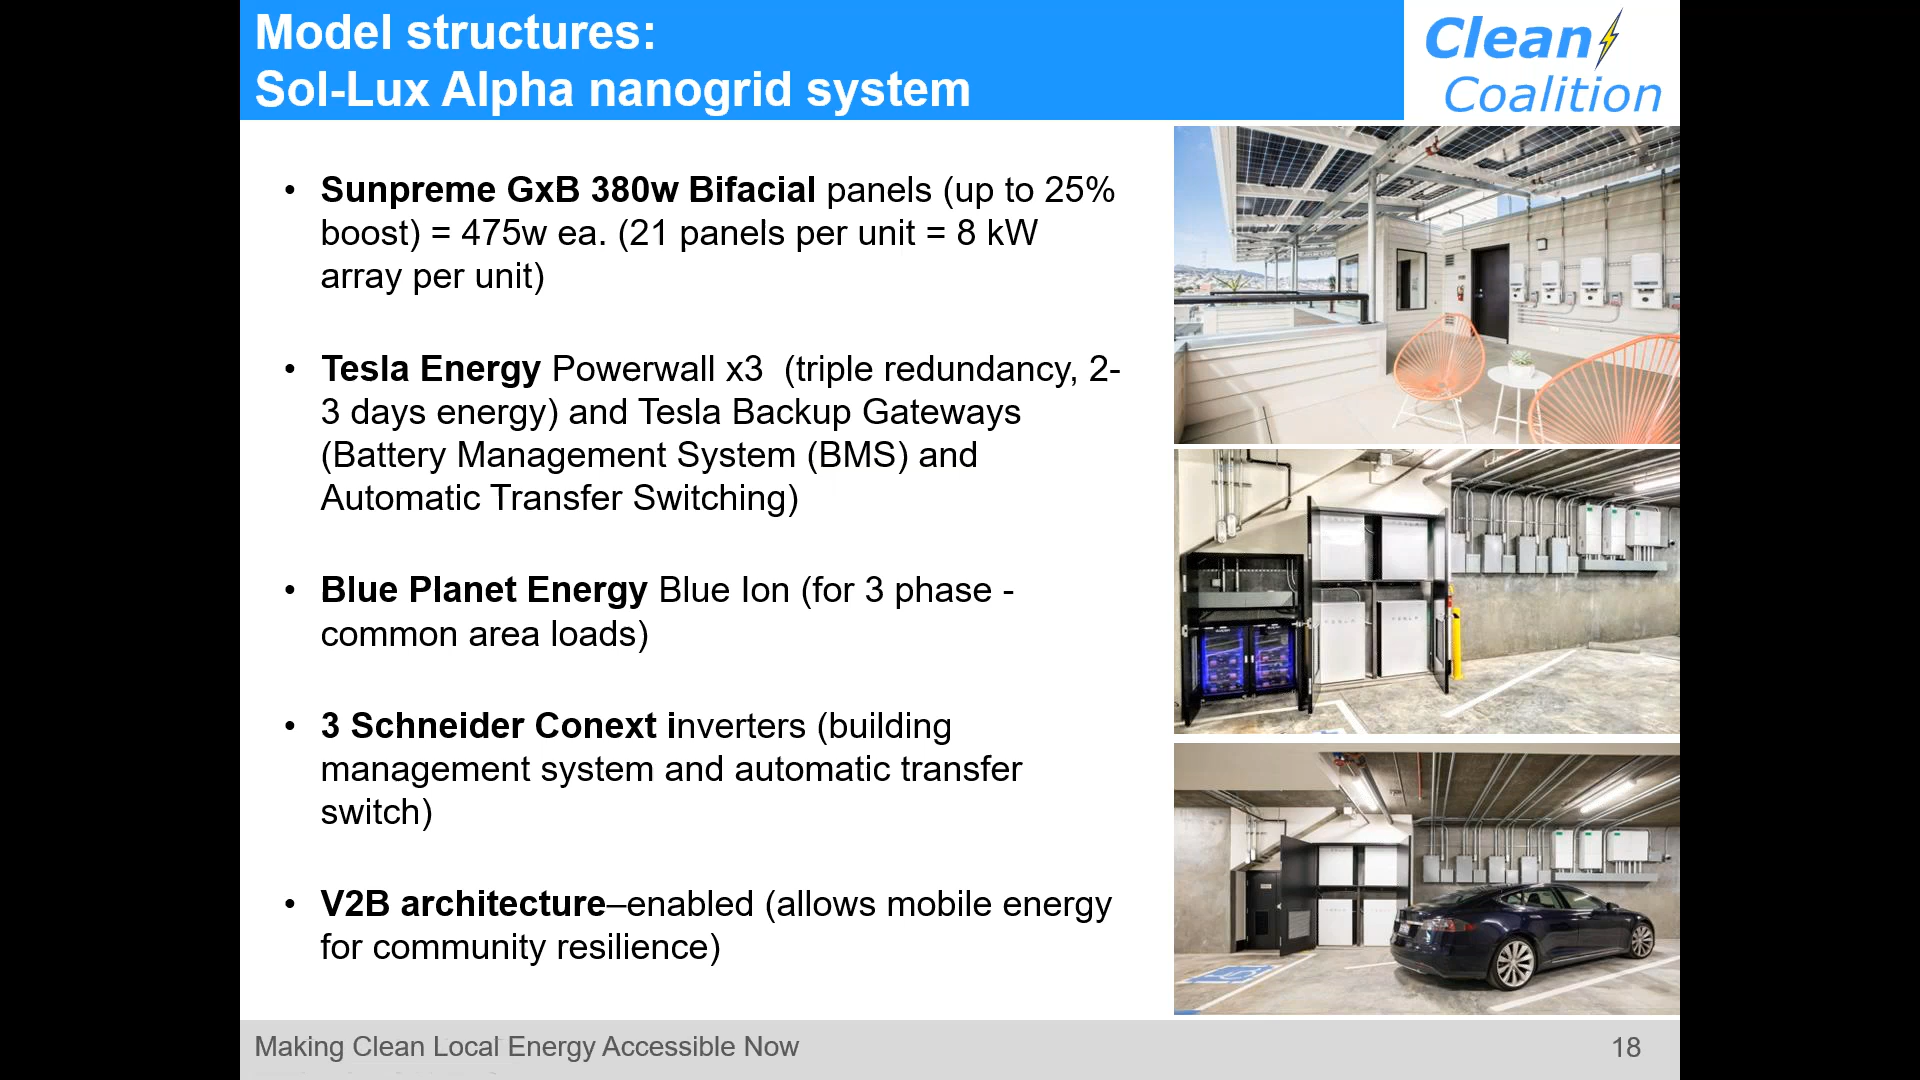 Model structures:
Sol-Lux Alpha nanogrid system
Clean
Coalition
• Sunpreme GxB 380w Bifacial panels (up to 25%
boost) = 475w ea. (21 panels per unit = 8 kW
array per unit)
• Tesla Energy Powerwall x3  (triple redundancy, 2-
3 days energy) and Tesla Backup Gateways
(Battery Management System (BMS) and
Automatic Transfer Switching)
• Blue Planet Energy Blue Ion (for 3 phase -
common area loads)
• 3 Schneider Conext inverters (building
management system and automatic transfer
switch)
• V2B architecture–enabled (allows mobile energy
for community resilience)
TESLA
TESLA
Making Clean Local Energy Accessible Now
18